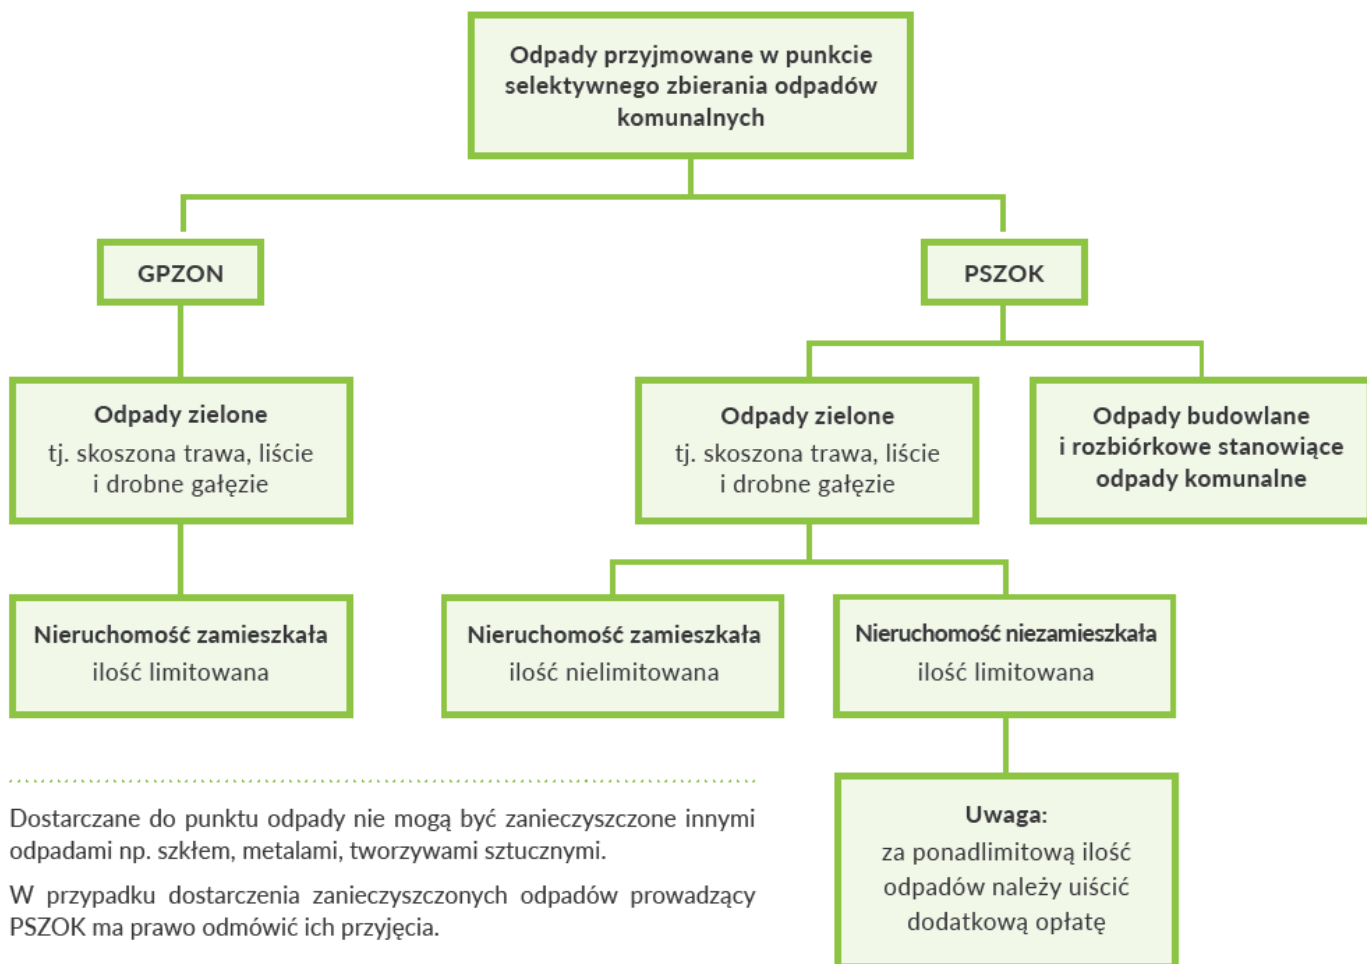 Odpady przyjmowane w punkcie
selektywnego zbierania odpadów
komunalnych
GPZON
PSZOK
Odpady zielone
tj. skoszona trawa, liście
i drobne gałęzie
Odpady zielone
tj. skoszona trawa, liście
i drobne gałęzie
Odpady budowlane
i rozbiórkowe stanowiące
odpady komunalne
Nieruchomość zamieszkała
ilość limitowana
Nieruchomość zamieszkała
ilość nielimitowana
Nieruchomość niezamieszkała
ilość limitowana
Uwaga:
za ponadlimitową ilość
odpadów należy uiścić
dodatkową opłatę
Dostarczane do punktu odpady nie mogą być zanieczyszczone innymi
odpadami np. szkłem, metalami, tworzywami sztucznymi.
W przypadku dostarczenia zanieczyszczonych odpadów prowadzący
PSZOK ma prawo odmówić ich przyjęcia.